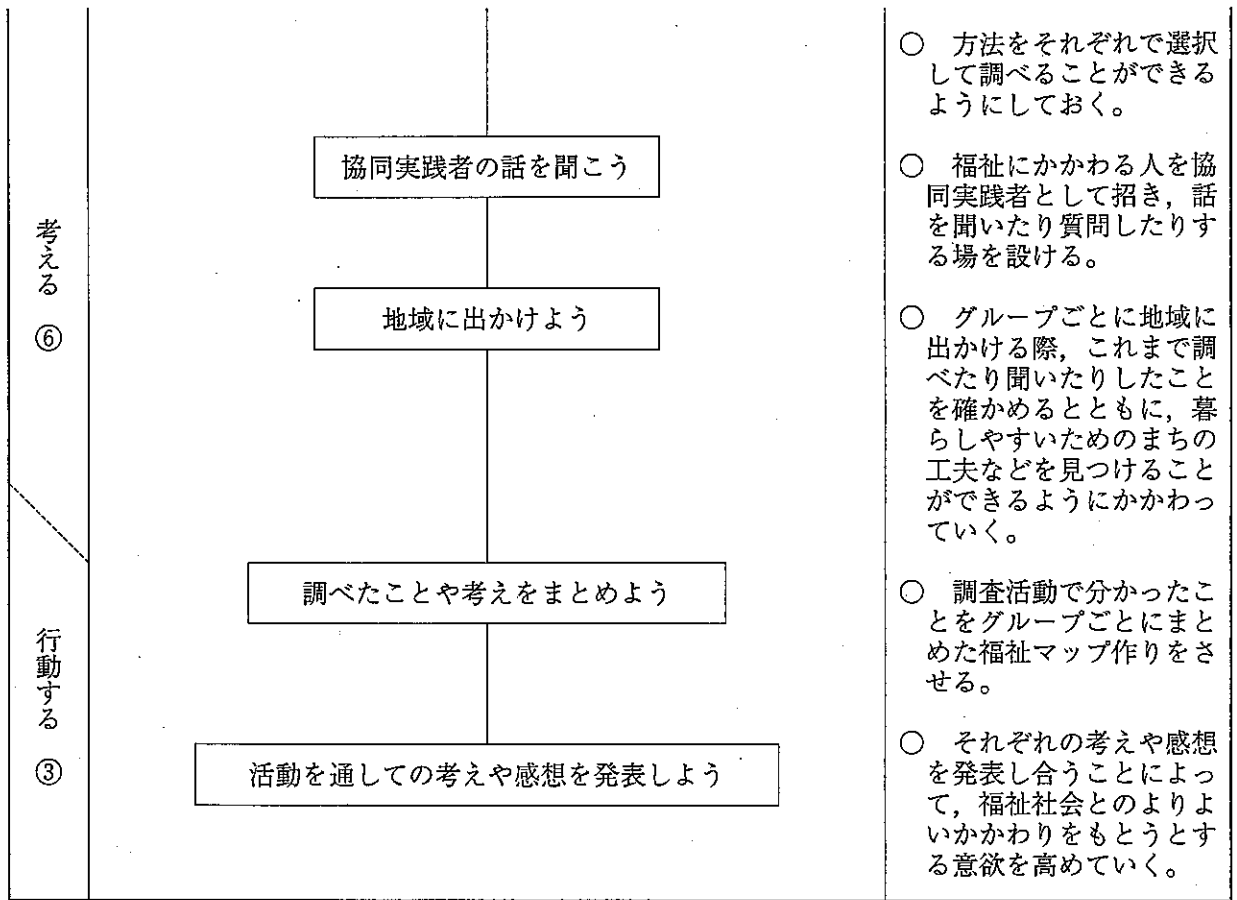 考える ⑥
行動する ③
協同実践者の話を聞こう
地域に出かけよう
調べたことや考えをまとめよう
活動を通しての考えや感想を発表しよう
○ 方法をそれぞれで選択
して調べることができる
ようにしておく。
○ 福祉にかかわる人を協
同実践者として招き，話
を聞いたり質問したりす
る場を設ける。
○ グループごとに地域に
出かける際，これまで調
べたり聞いたりしたこと
を確かめるとともに，暮
らしやすいためのまちの
工夫などを見つけること
ができるようにかかわっ
ていく。
○ 調査活動で分かったこ
とをグループごとにまと
めた福祉マップ作りをさ
せる。
○ それぞれの考えや感想
を発表し合うことによっ
て，福祉社会とのよりよ
いかかわりをもとうとす
る意欲を高めていく。